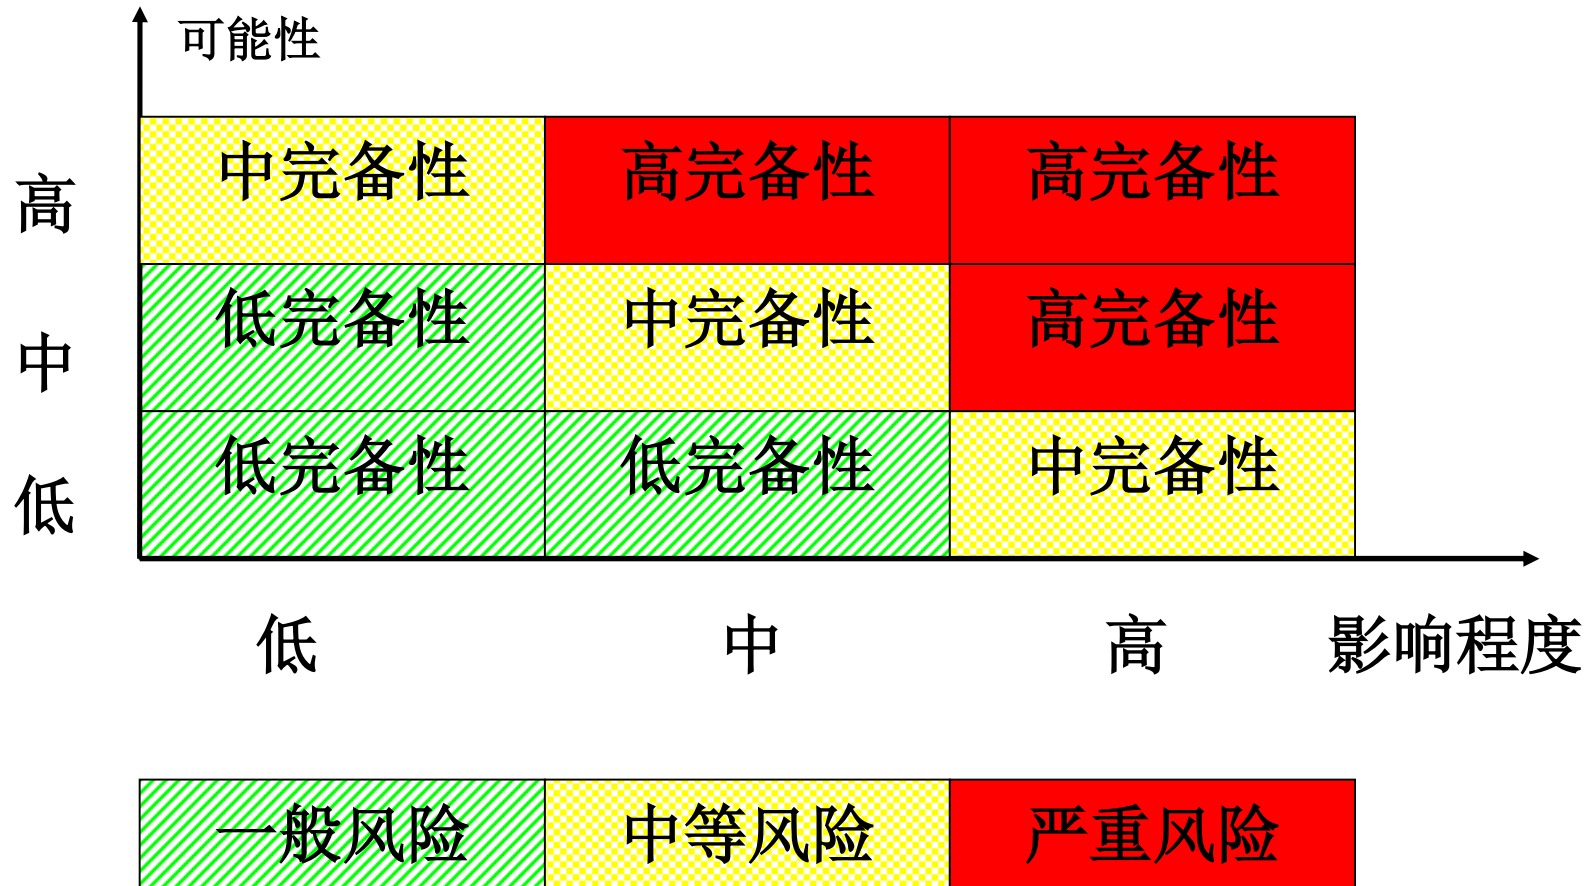 可能性
高 中完备性 高完备性 高完备性
中 低完备性 中完备性 高完备性
低 低完备性 低完备性 中完备性
低 中 高 影响程度
一般风险 中等风险 严重风险